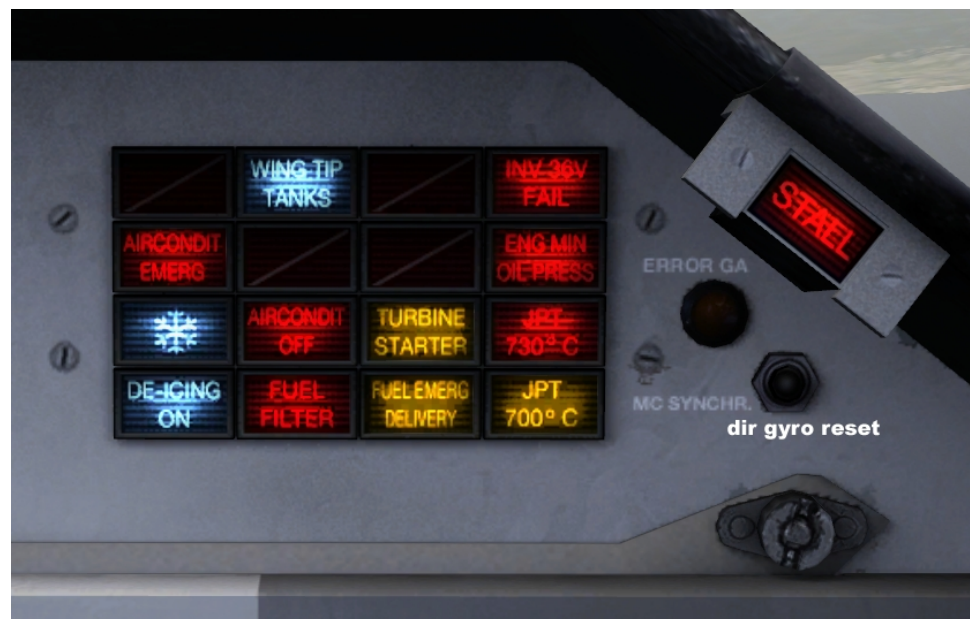 WING TIP
TANKS
INV 36V
FAIL
STALL
AIRCONDIT
EMERG
ENG MIN
OIL PRESS
ERROR GA
AIRCONDIT
OFF
TURBINE
STARTER
JPT
730° C
DE-ICING
ON
FUEL
FILTER
FUEL EMERG
DELIVERY
JPT
700° C
MC SYNCHR.
dir gyro reset